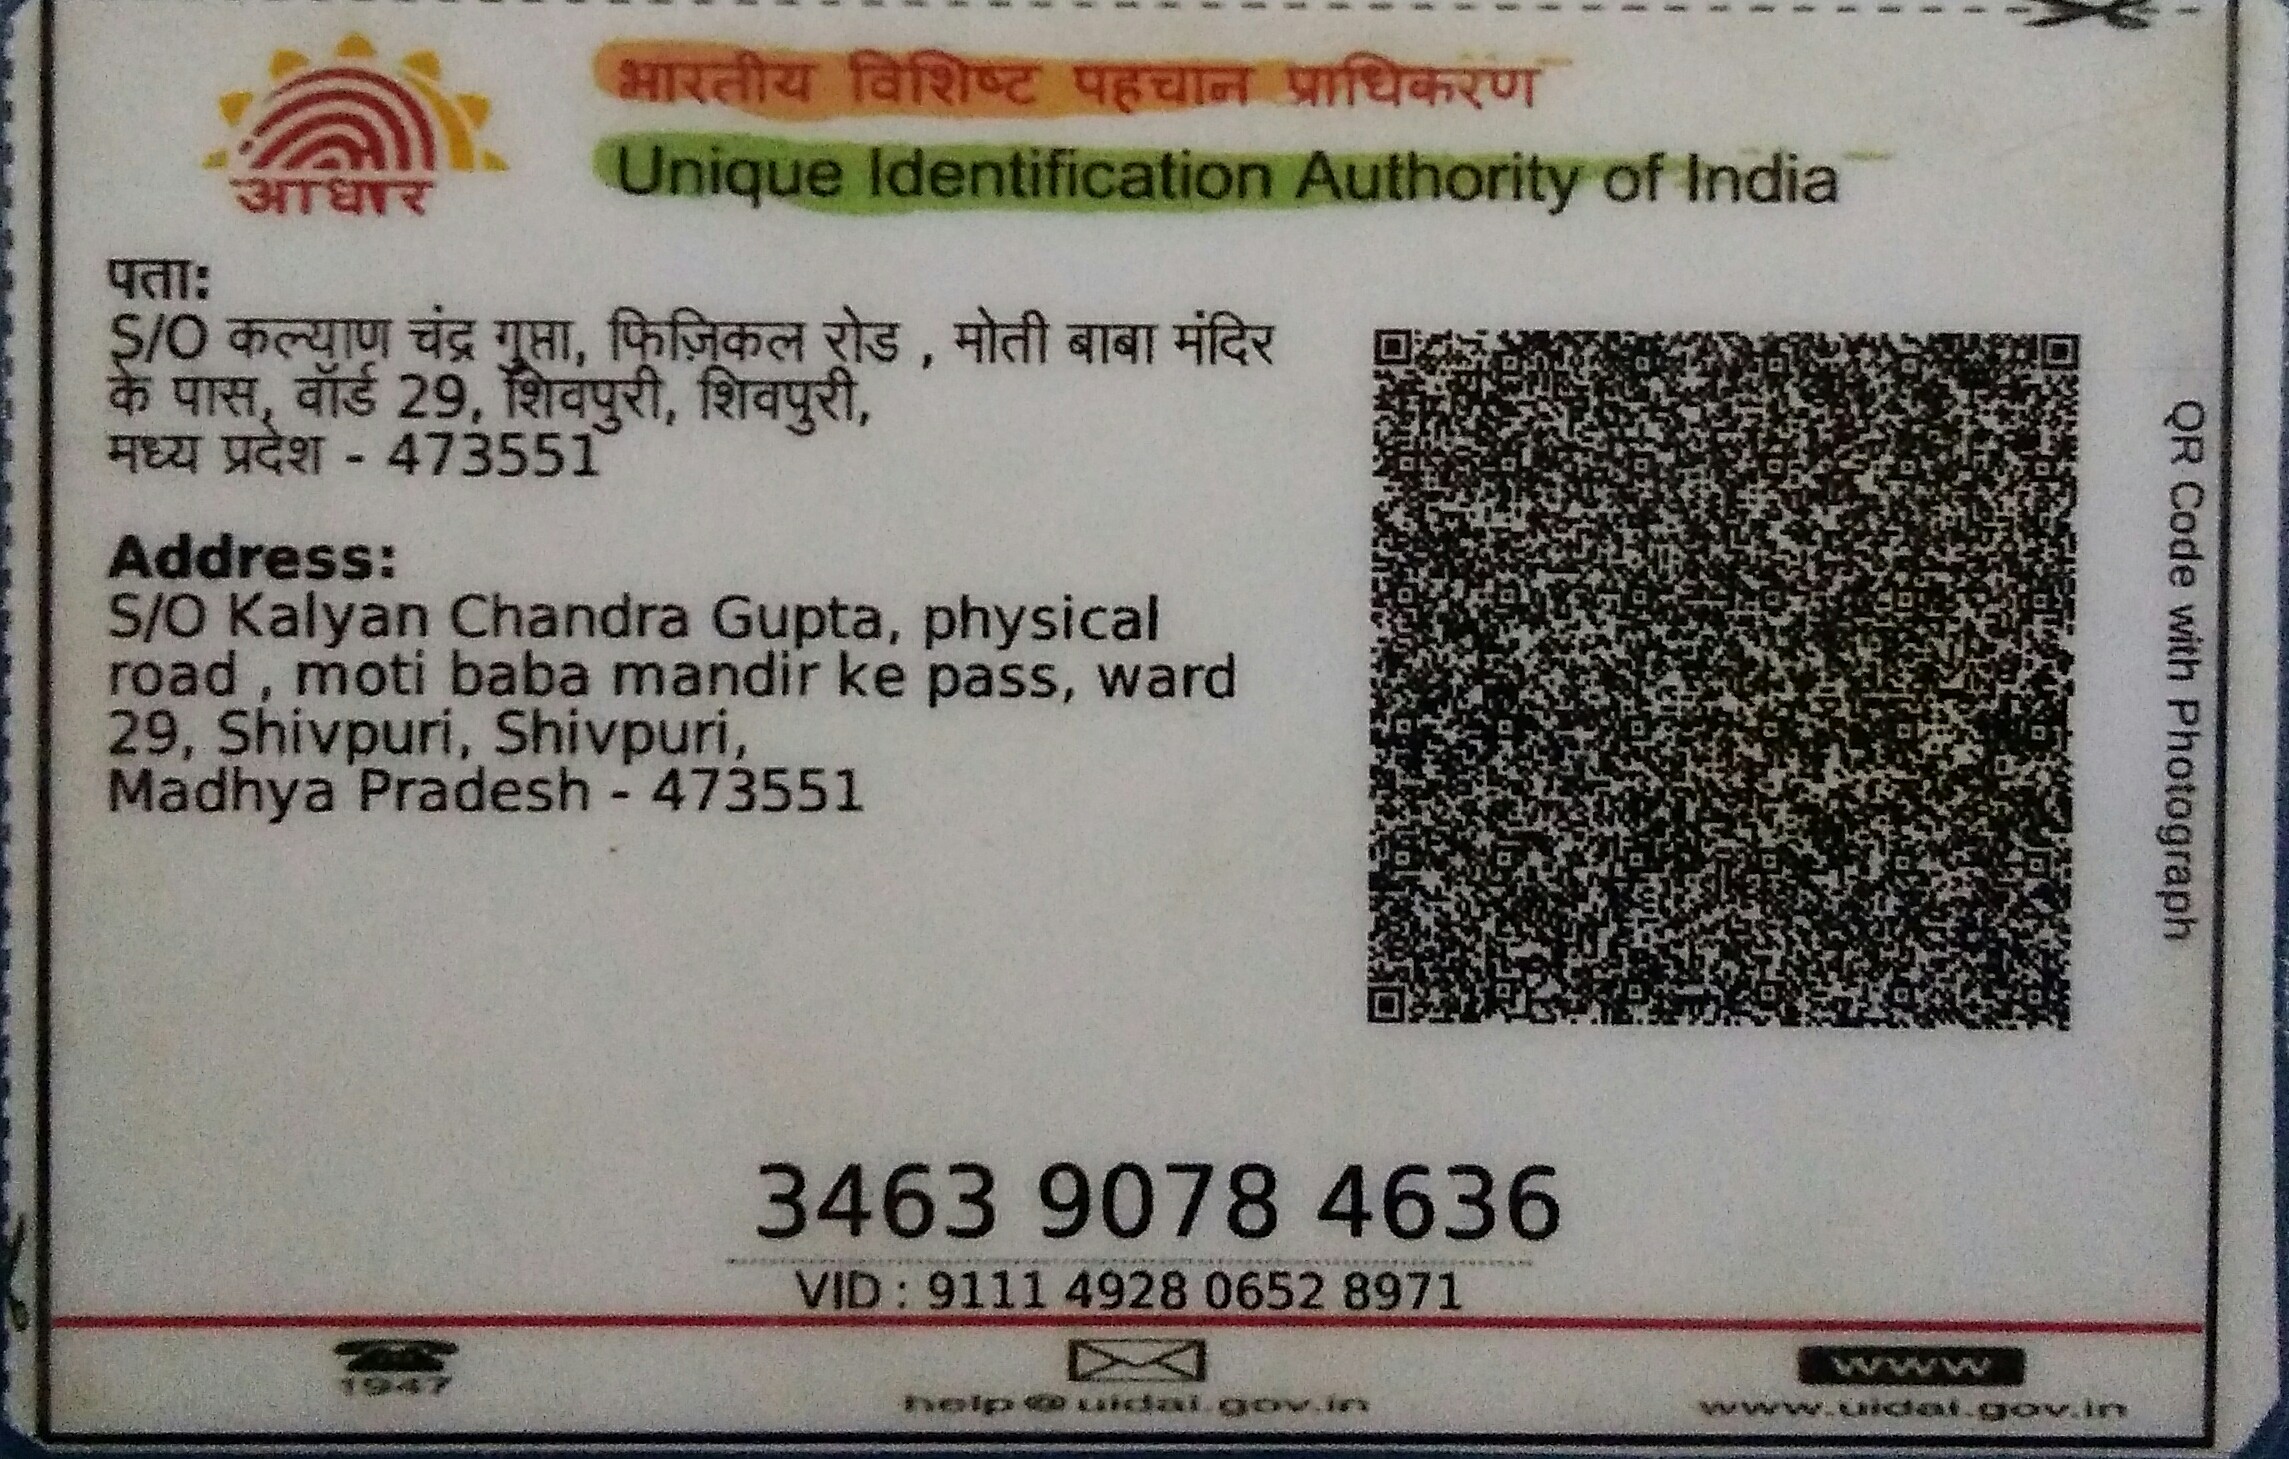 भारतीय विशिष्ट पहचान प्राधिकरण
Unique Identification Authority of India
आधार
पता:
S/O कल्याण चंद्र गुप्ता, फिज़िकल रोड , मोती बाबा मंदिर
के पास, वॉर्ड 29, शिवपुरी, शिवपुरी,
मध्य प्रदेश - 473551
Address:
S/O Kalyan Chandra Gupta, physical
road , moti baba mandir ke pass, ward
29, Shivpuri, Shivpuri,
Madhya Pradesh - 473551
QR Code with Photograph
3463 9078 4636
VID : 9111 4928 0652 8971
1947
help@uidai.gov.in
www
www.uidai.gov.in